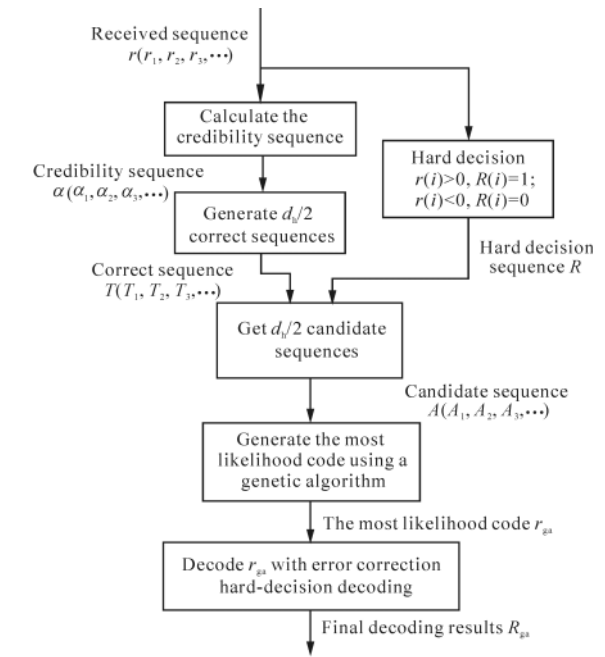 Received sequence
r(r₁, r₂, r₃,···)
Calculate the
credibility sequence
Credibility sequence
α(α₁,α₂,α₃,···)
Hard decision
r(i)>0, R(i)=1;
r(i)<0, R(i)=0
Generate dₕ/2
correct sequences
Correct sequence
T(T₁, T₂, T₃,···)
Hard decision
sequence R
Get dₕ/2 candidate
sequences
Candidate sequence
A(A₁, A₂, A₃,···)
Generate the most
likelihood code using a
genetic algorithm
The most likelihood code r_ga
Decode r_ga with error correction
hard-decision decoding
Final decoding results R_ga